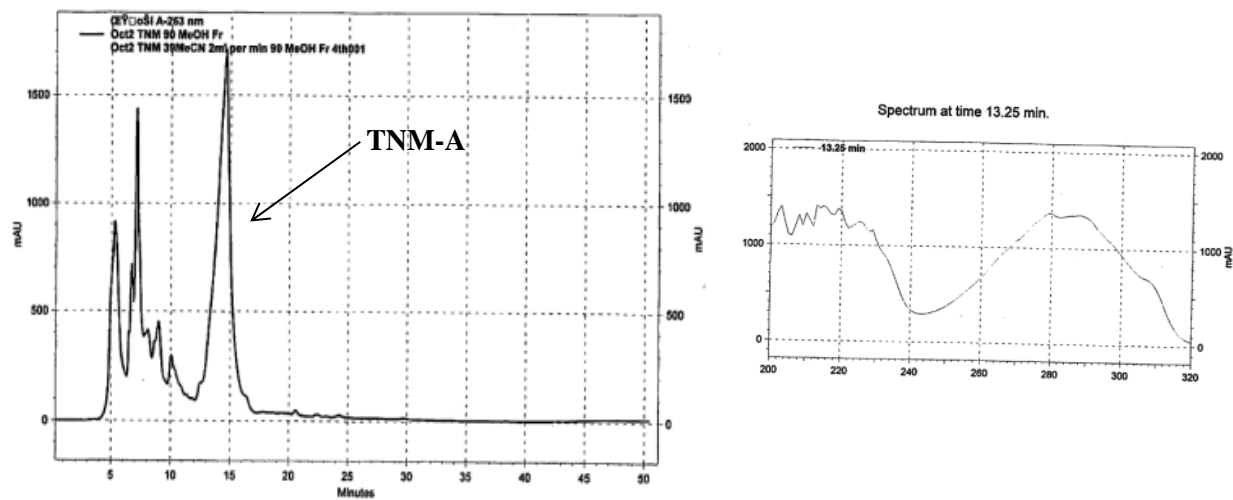 A-263 nm
Oct2 TNM 90 MeOH Fr
Oct2 TNM 39MeCN 2ml per min 90 MeOH Fr 4th001
TNM-A
mAU
1500
1000
500
0
5 10 15 20 25 30 35 40 45 50
Minutes
1500
1000
500
0
mAU
Spectrum at time 13.25 min.
13.25 min
mAU
2000
1000
0
200 220 240 260 280 300 320
2000
1000
0
mAU